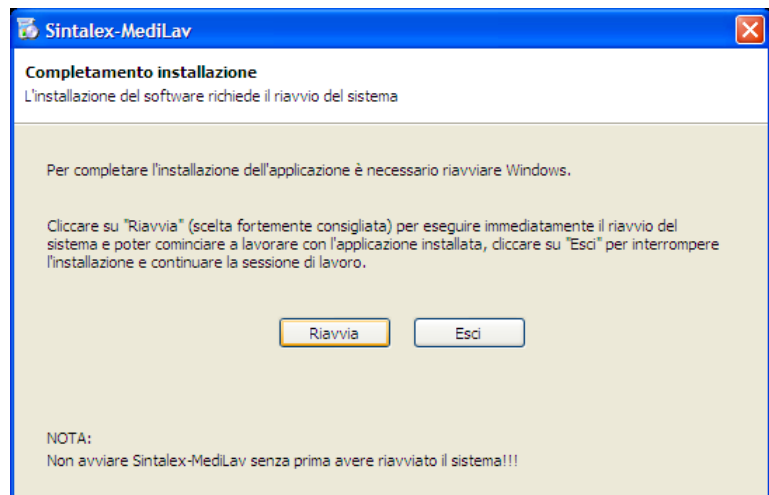 Sintalex-MediLav
Completamento installazione
L'installazione del software richiede il riavvio del sistema
Per completare l'installazione dell'applicazione è necessario riavviare Windows.
Cliccare su "Riavvia" (scelta fortemente consigliata) per eseguire immediatamente il riavvio del
sistema e poter cominciare a lavorare con l'applicazione installata, cliccare su "Esci" per interrompere
l'installazione e continuare la sessione di lavoro.
Riavvia Esci
NOTA:
Non avviare Sintalex-MediLav senza prima avere riavviato il sistema!!!